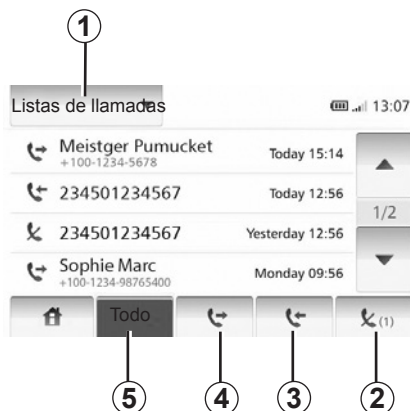 1
Listas de llamadas 13:07
Meistger Pumucket Today 15:14
+100-1234-5678
234501234567 Today 12:56
1/2
234501234567 Yesterday 12:56
Sophie Marc Monday 09:56
+100-1234-98765400
Todo (1)
5 4 3 2